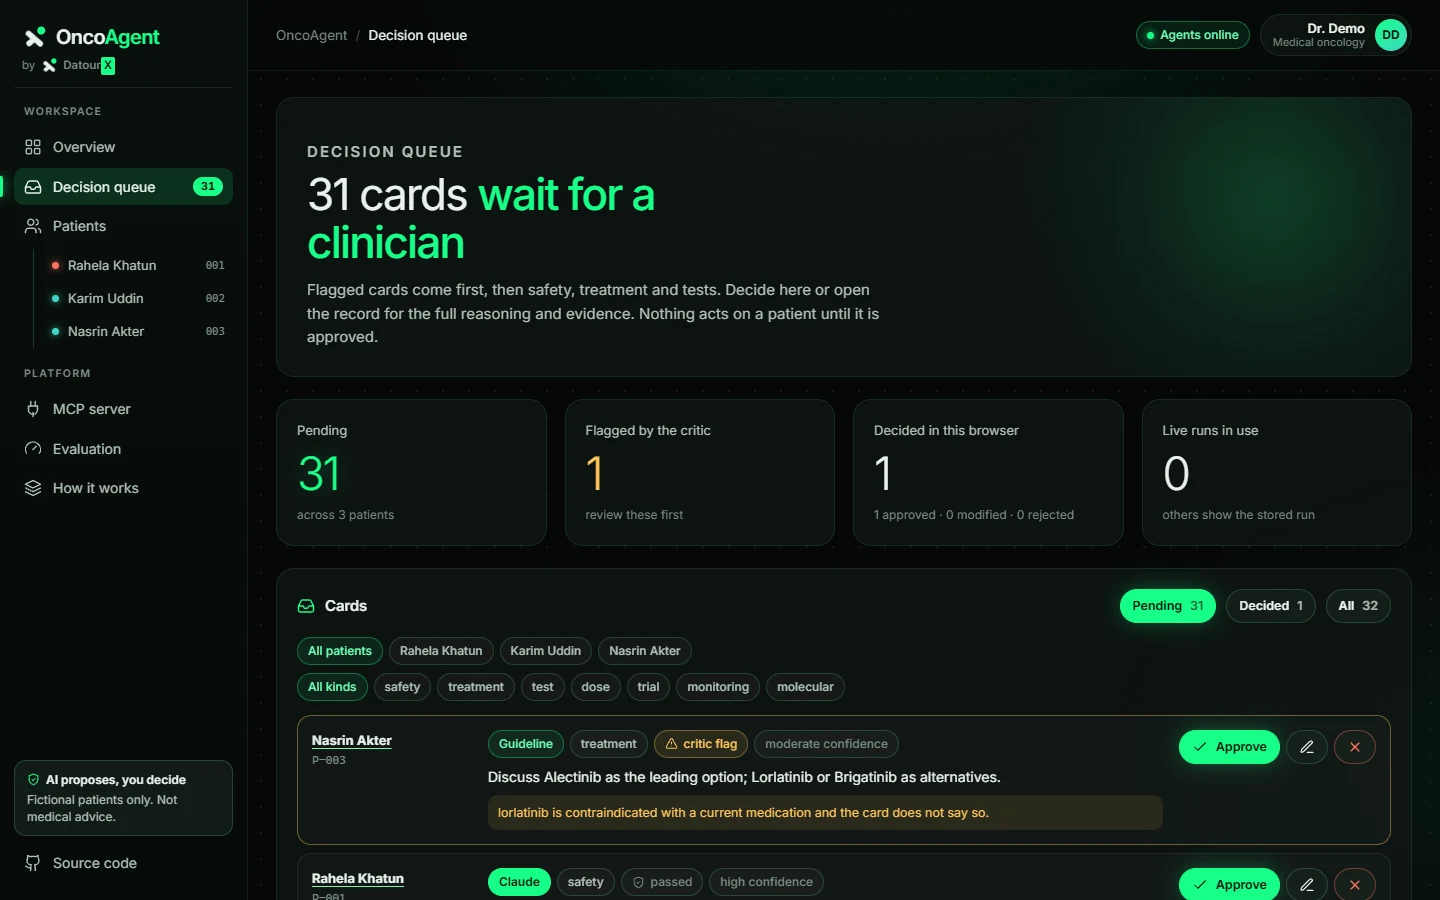 OncoAgent
by DatourX
WORKSPACE
Overview
Decision queue 31
Patients
Rahela Khatun 001
Karim Uddin 002
Nasrin Akter 003
PLATFORM
MCP server
Evaluation
How it works
AI proposes, you decide
Fictional patients only. Not
medical advice.
Source code
OncoAgent / Decision queue
Agents online
Dr. Demo
Medical oncology
DD
DECISION QUEUE
31 cards wait for a
clinician
Flagged cards come first, then safety, treatment and tests. Decide here or open
the record for the full reasoning and evidence. Nothing acts on a patient until it is
approved.
Pending
31
across 3 patients
Flagged by the critic
1
review these first
Decided in this browser
1
1 approved · 0 modified · 0 rejected
Live runs in use
0
others show the stored run
Cards
Pending 31 Decided 1 All 32
All patients Rahela Khatun Karim Uddin Nasrin Akter
All kinds safety treatment test dose trial monitoring molecular
Nasrin Akter
P-003
Guideline treatment critic flag moderate confidence
Discuss Alectinib as the leading option; Lorlatinib or Brigatinib as alternatives.
lorlatinib is contraindicated with a current medication and the card does not say so.
Approve
Rahela Khatun
P-001
Claude safety passed high confidence
Approve